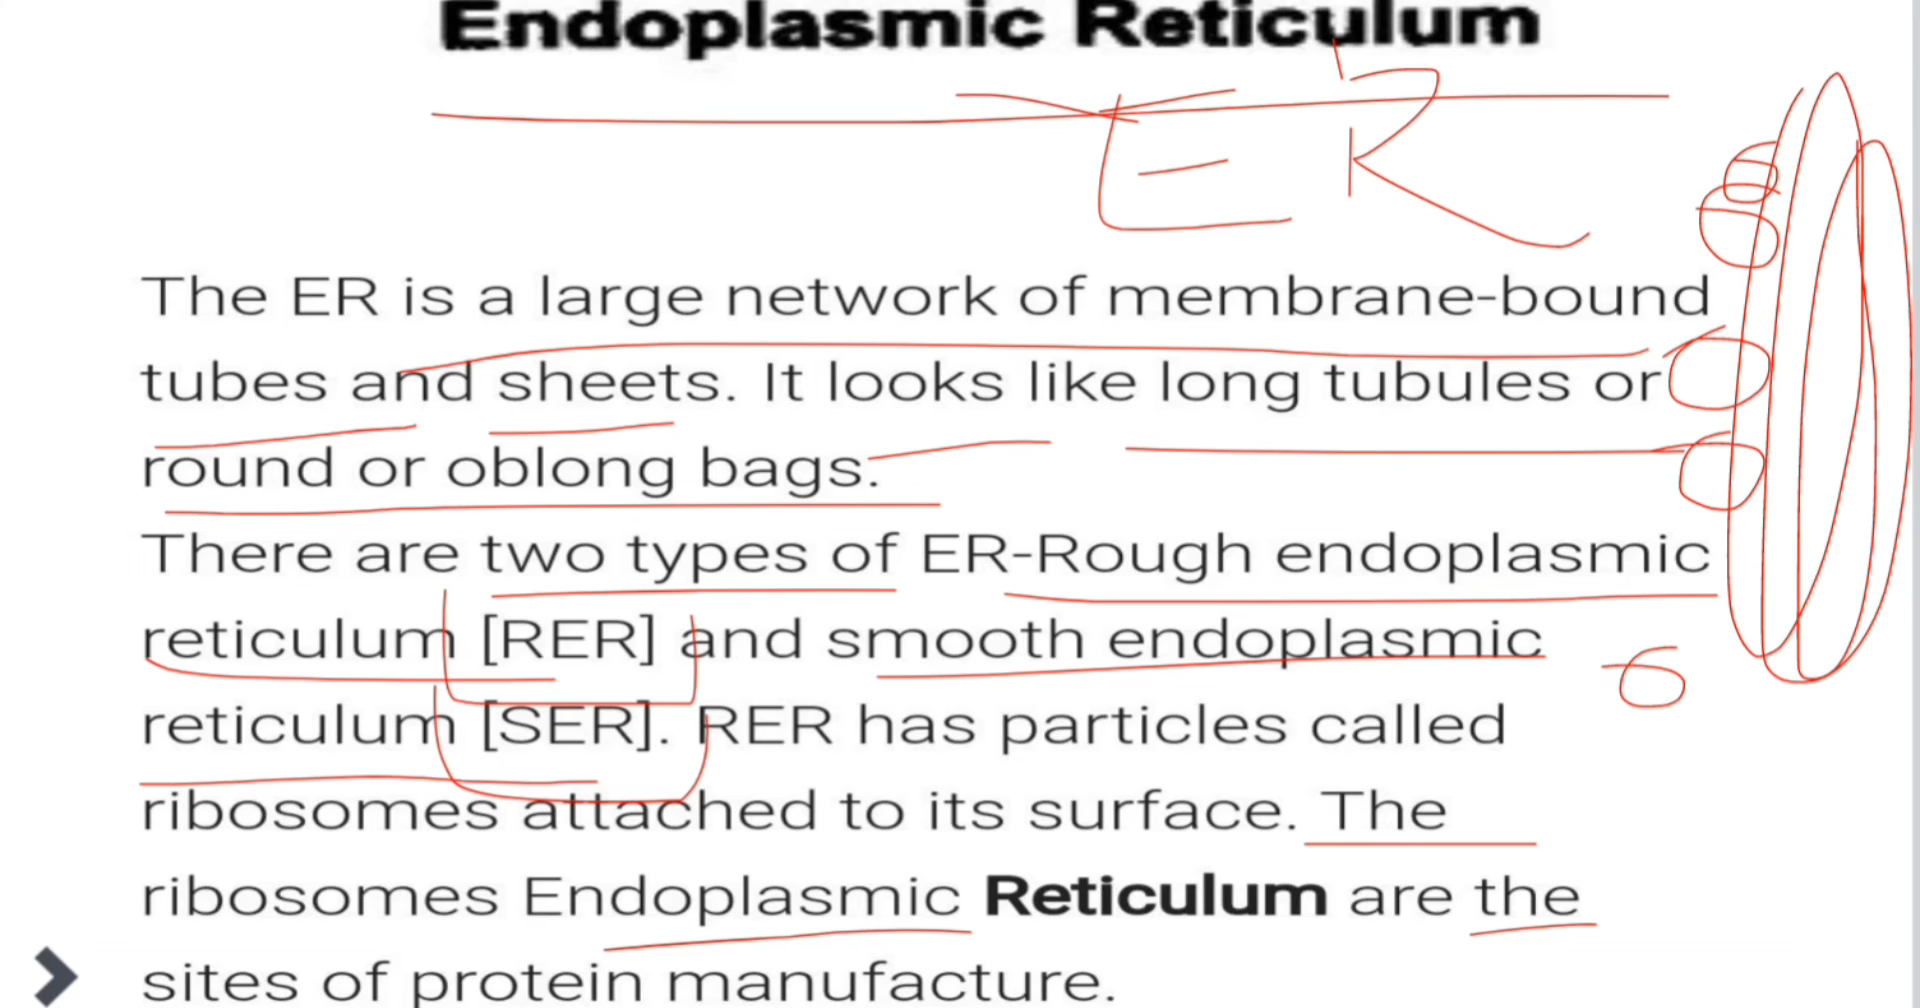 Endoplasmic Reticulum
ER
The ER is a large network of membrane-bound
tubes and sheets. It looks like long tubules or
round or oblong bags.
There are two types of ER-Rough endoplasmic
reticulum [RER] and smooth endoplasmic
reticulum [SER]. RER has particles called
ribosomes attached to its surface. The
ribosomes Endoplasmic Reticulum are the
sites of protein manufacture.